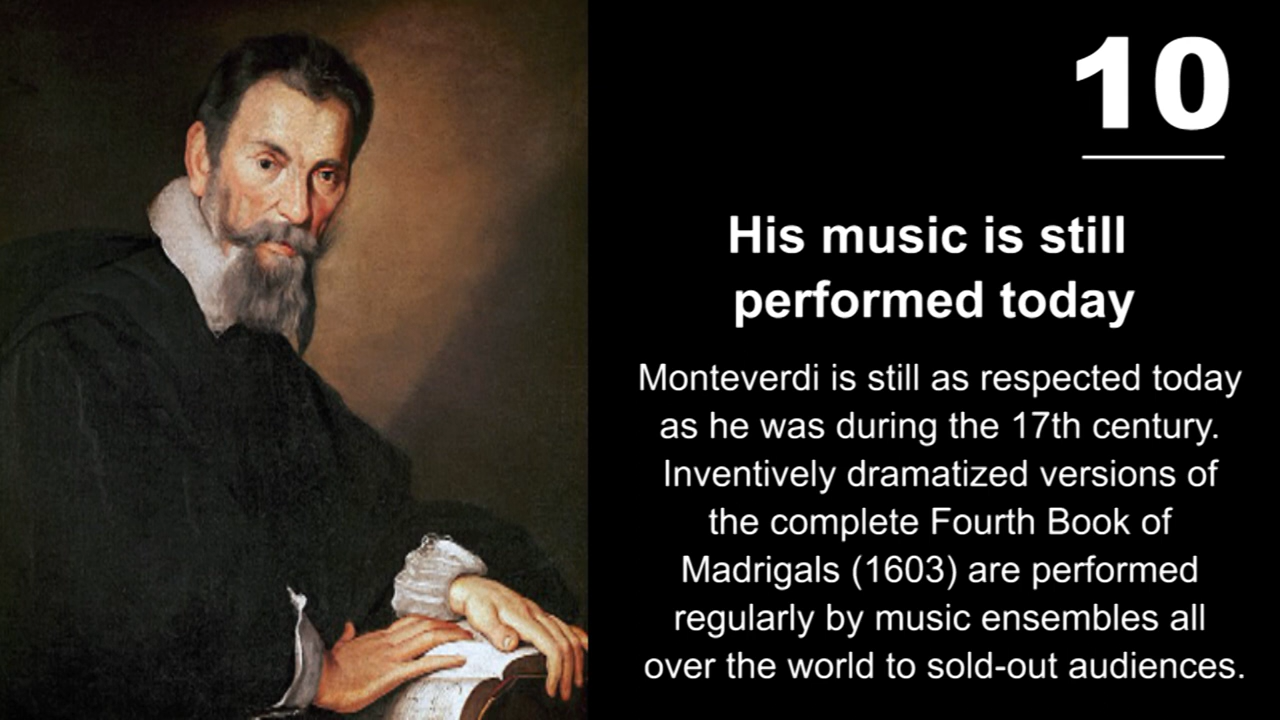 10
His music is still
performed today
Monteverdi is still as respected today
as he was during the 17th century.
Inventively dramatized versions of
the complete Fourth Book of
Madrigals (1603) are performed
regularly by music ensembles all
over the world to sold-out audiences.